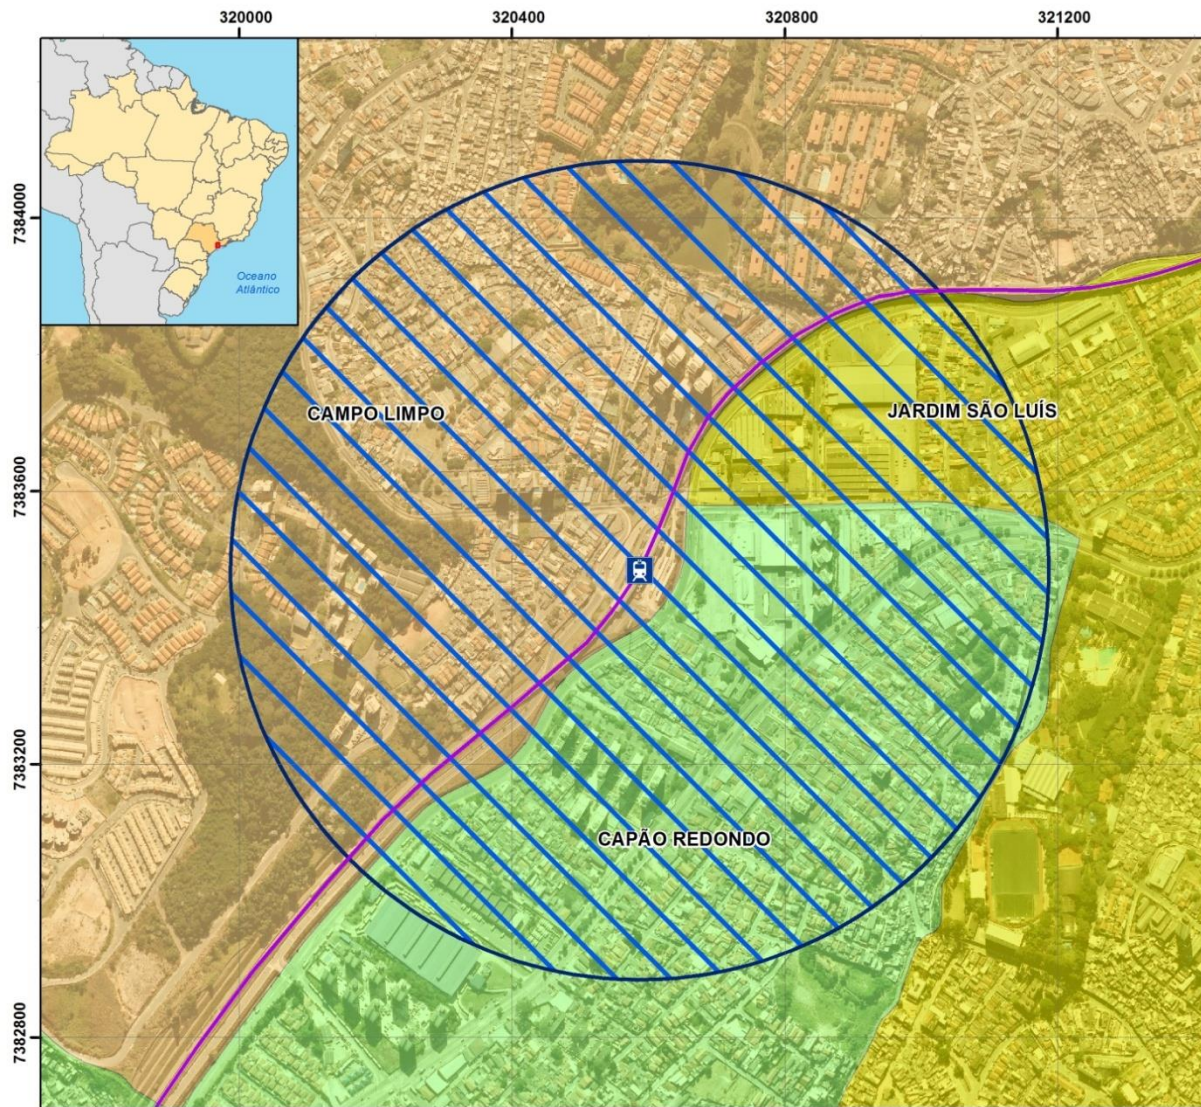 320000 320400 320800 321200
7384000
Oceano
Atlântico
CAMPO LIMPO
JARDIM SÃO LUÍS
7383600
7383200
CAPÃO REDONDO
7382800